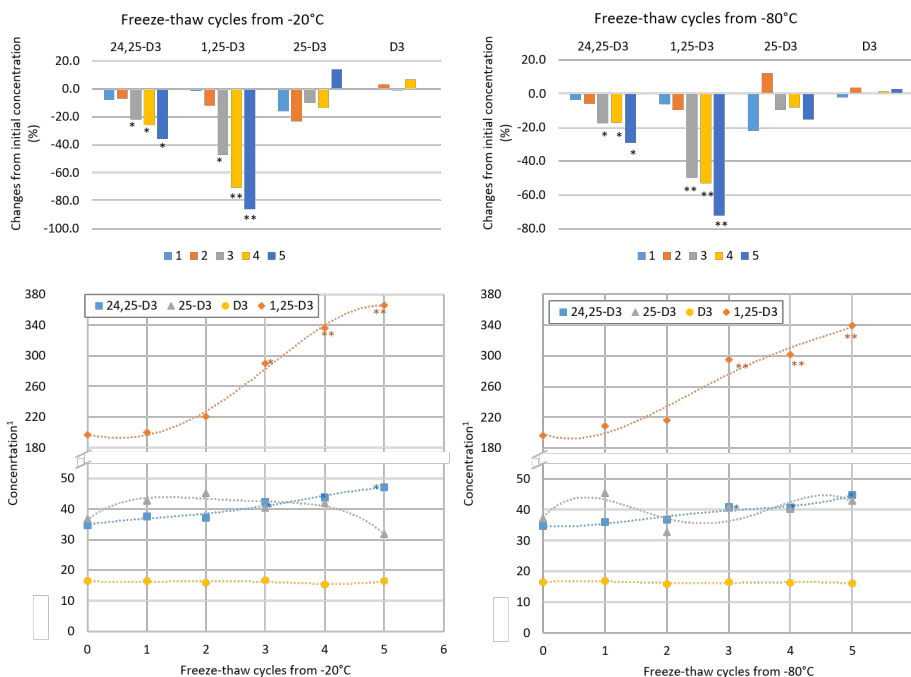 Freeze-thaw cycles from -20°C
24,25-D3 1,25-D3 25-D3 D3
Changes from initial concentration
(%)
20.0
0.0
-20.0
-40.0
-60.0
-80.0
-100.0
* * * * ** **
1 2 3 4 5
Freeze-thaw cycles from -80°C
24,25-D3 1,25-D3 25-D3 D3
Changes from initial concentration
(%)
20.0
0.0
-20.0
-40.0
-60.0
-80.0
* * * ** ** **
1 2 3 4 5
24,25-D3 25-D3 D3 1,25-D3
Concenrtation¹
380
340
300
260
220
180
50
40
30
20
10
0
* ** **
* * *
0 1 2 3 4 5 6
Freeze-thaw cycles from -20°C
24,25-D3 25-D3 D3 1,25-D3
Concentration¹
380
340
300
260
220
180
50
40
30
20
10
0
** ** **
* * *
0 1 2 3 4 5
Freeze-thaw cycles from -80°C